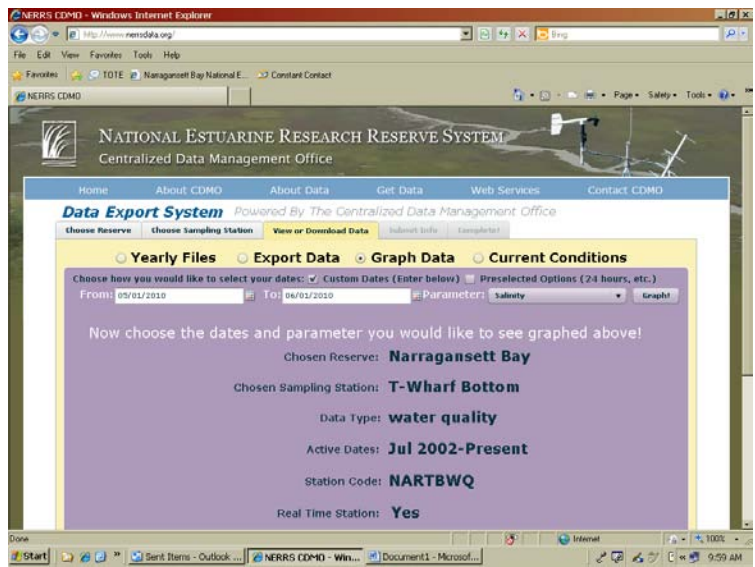 NERRS CDMO - Windows Internet Explorer
http://www.nerrsdata.org/
Bing
File Edit View Favorites Tools Help
Favorites TOTE Narragansett Bay National E... Constant Contact
NERRS CDMO Page Safety Tools
NATIONAL ESTUARINE RESEARCH RESERVE SYSTEM
Centralized Data Management Office
Home About CDMO About Data Get Data Web Services Contact CDMO
Data Export System Powered By The Centralized Data Management Office
Choose Reserve Choose Sampling Station View or Download Data Submit Info Complete!
Yearly Files Export Data Graph Data Current Conditions
Choose how you would like to select your dates: Custom Dates (Enter below) Preselected Options (24 hours, etc.)
From: 05/01/2010 To: 06/01/2010 Parameter: Salinity Graph!
Now choose the dates and parameter you would like to see graphed above!
Chosen Reserve: Narragansett Bay
Chosen Sampling Station: T-Wharf Bottom
Data Type: water quality
Active Dates: Jul 2002-Present
Station Code: NARTBWQ
Real Time Station: Yes
Done Internet 100%
Start Sent Items - Outlook ... NERRS CDMO - Win... Document1 - Microsof... 9:59 AM